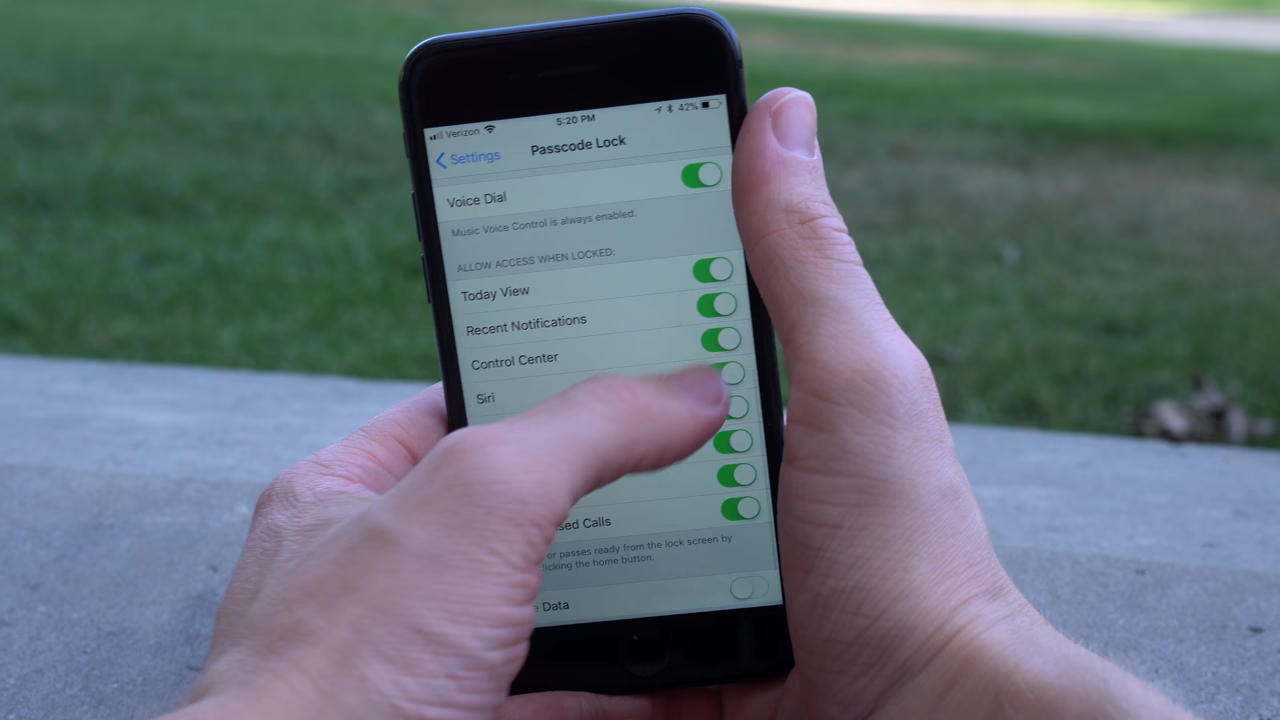 Verizon 5:20 PM 42%
Settings Passcode Lock
Voice Dial
Music Voice Control is always enabled.
ALLOW ACCESS WHEN LOCKED:
Today View
Recent Notifications
Control Center
Siri
sed Calls
or passes ready from the lock screen by
licking the home button.
Data